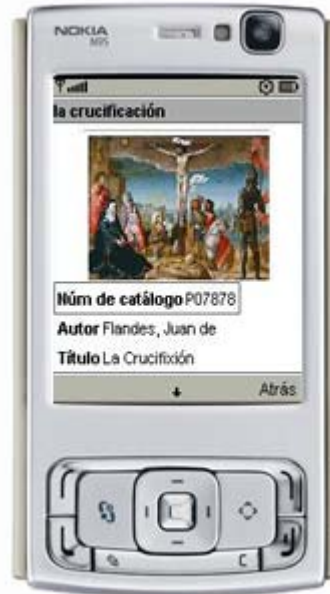 NOKIA
N95
la crucificación
Núm de catálogo P07878
Autor Flandes, Juan de
Título La Crucifixión
Atrás
C